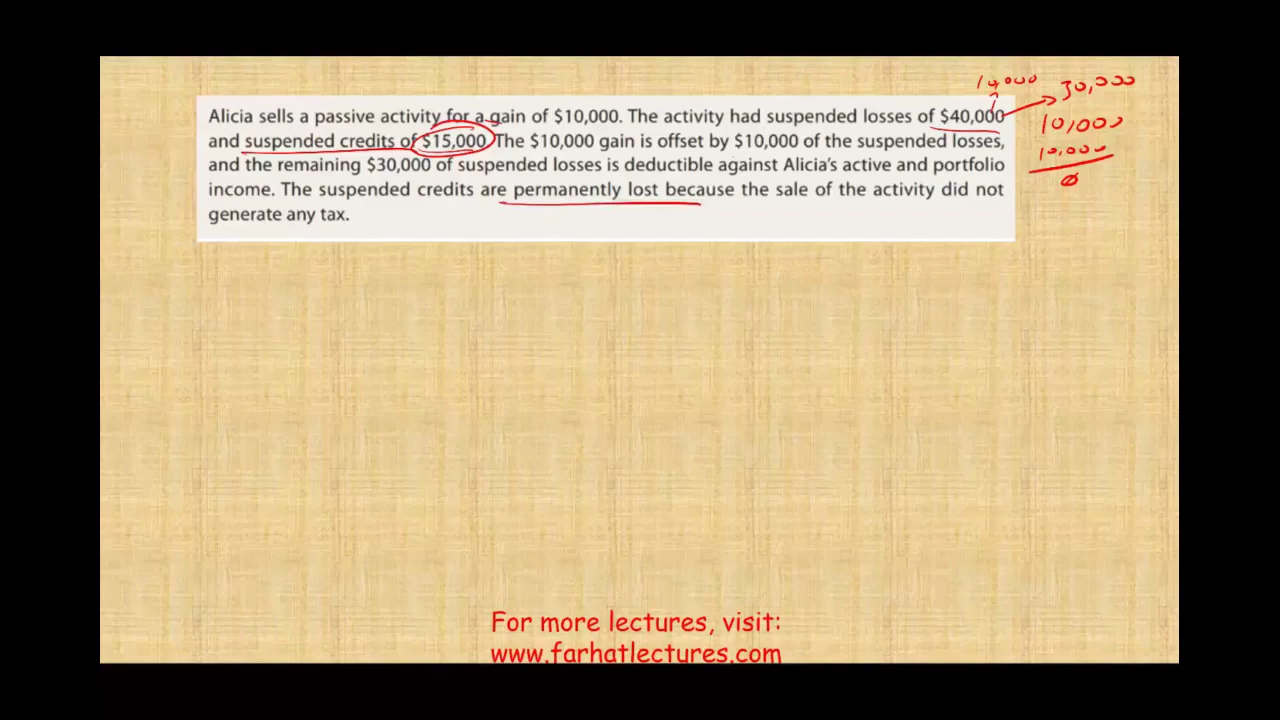 10,000
30,000
Alicia sells a passive activity for a gain of $10,000. The activity had suspended losses of $40,000
10,000
and suspended credits of $15,000 The $10,000 gain is offset by $10,000 of the suspended losses,
10,000
and the remaining $30,000 of suspended losses is deductible against Alicia's active and portfolio
0
income. The suspended credits are permanently lost because the sale of the activity did not
generate any tax.
For more lectures, visit:
www.farhatlectures.com